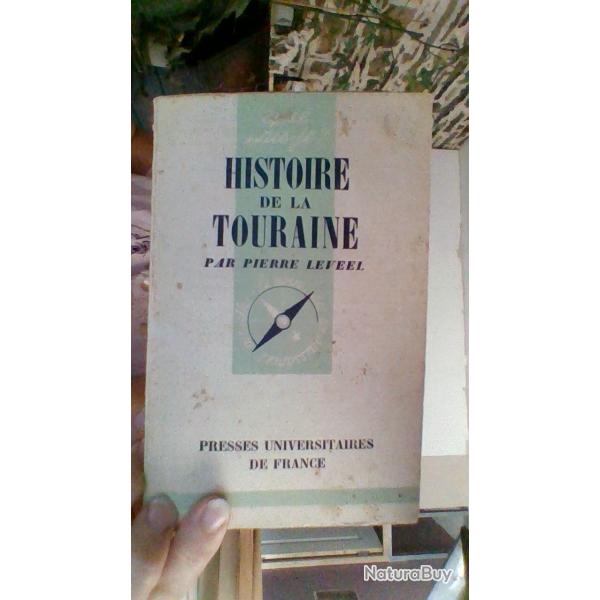 HISTOIRE
DE LA
TOURAINE
PAR PIERRE LEVEEL
PRESSES UNIVERSITAIRES
DE FRANCE
NaturaBuy